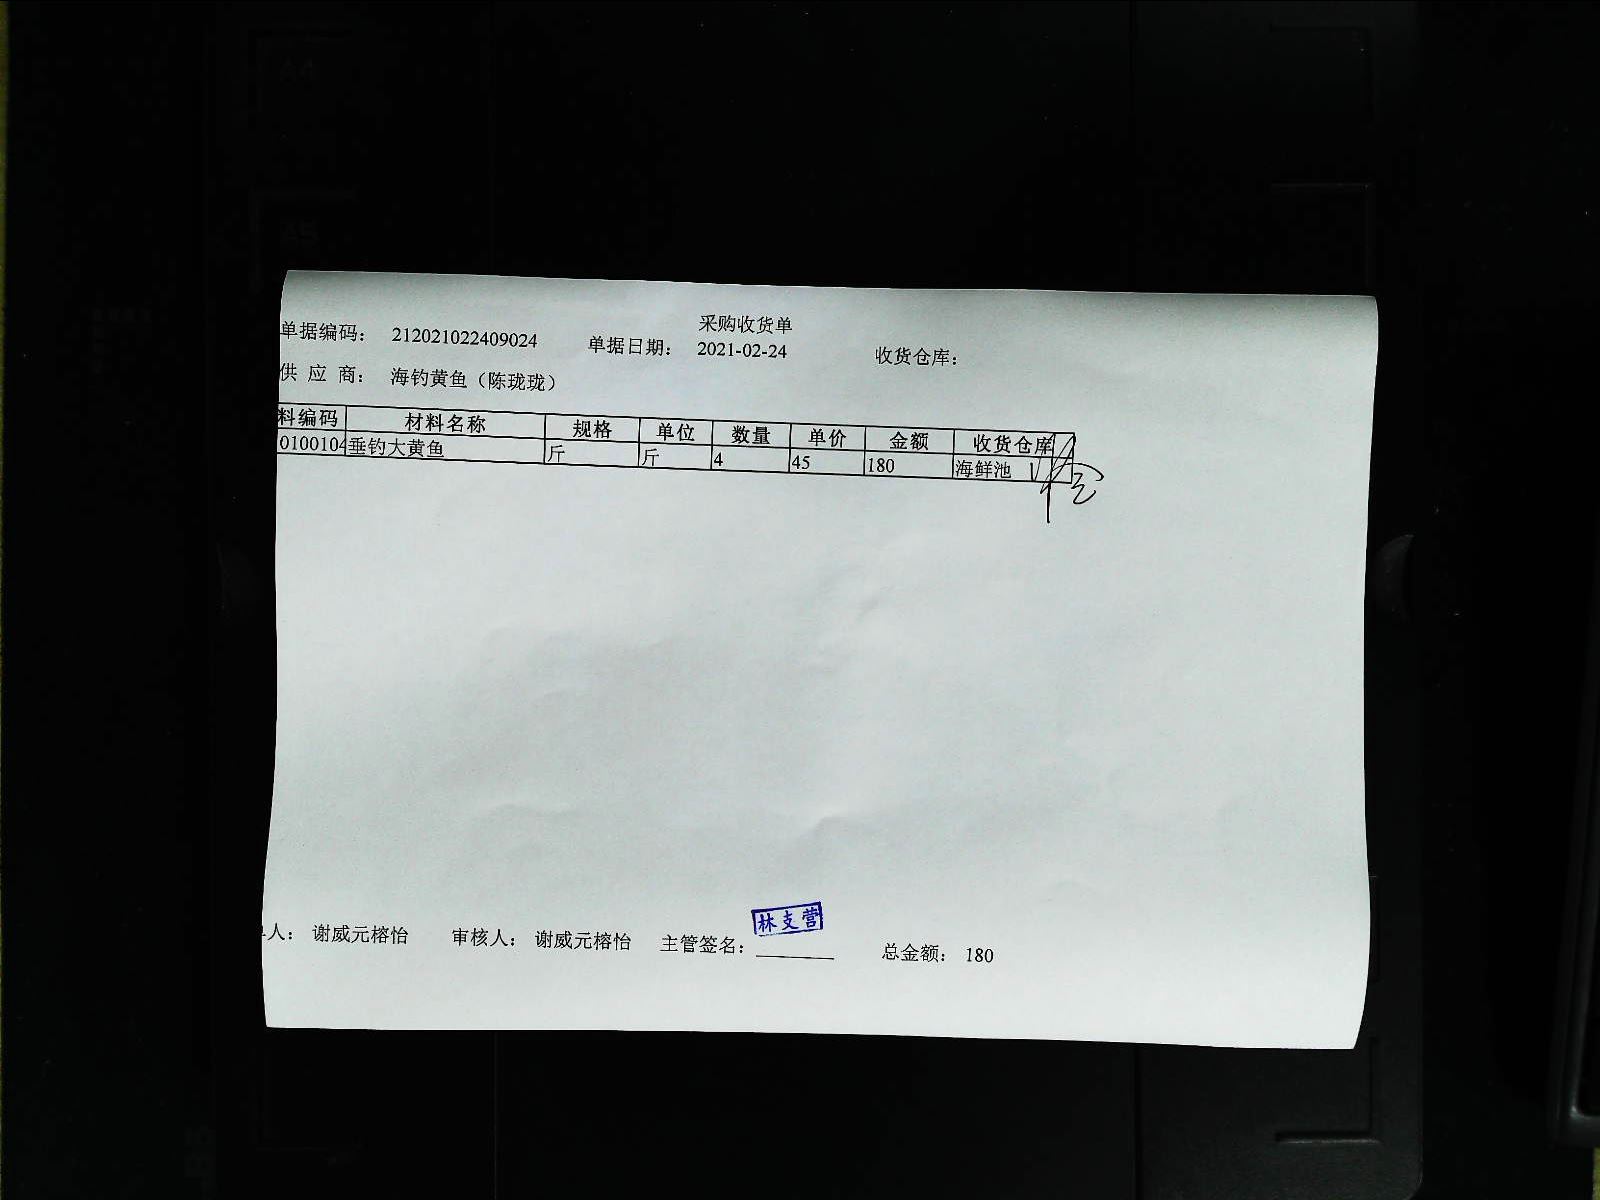 采购收货单
单据编码： 212021022409024 单据日期： 2021-02-24 收货仓库：
供 应 商： 海钓黄鱼（陈珑珑）
料编码 材料名称 规格 单位 数量 单价 金额 收货仓库
0100104 垂钓大黄鱼 斤 斤 4 45 180 海鲜池
林支营
人： 谢威元榕怡 审核人： 谢威元榕怡 主管签名： 总金额： 180